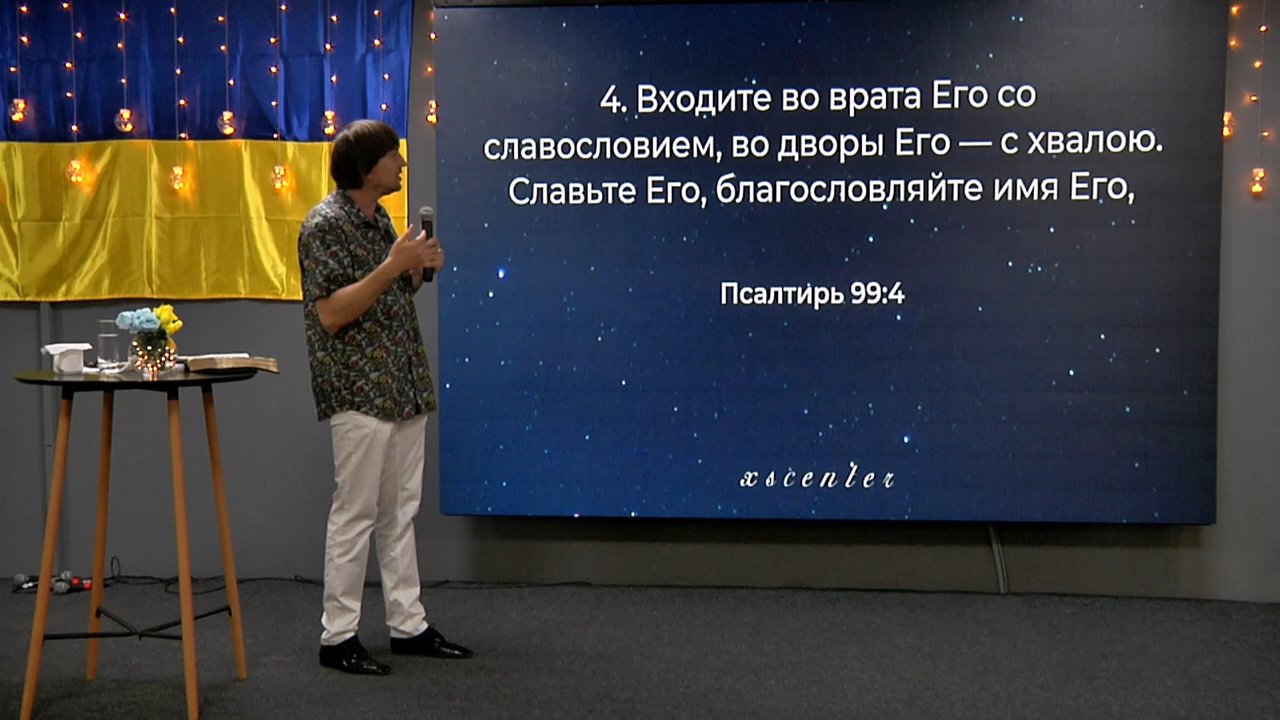 4. Входите во врата Его со
славословием, во дворы Его — с хвалою.
Славьте Его, благословляйте имя Его,
Псалтирь 99:4
xscenter